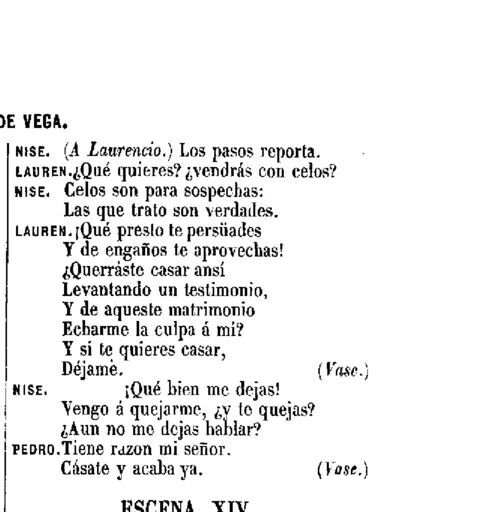 DE VEGA.
NISE. (A Laurencio.) Los pasos reporta.
LAUREN. ¿Qué quieres? ¿vendrás con celos?
NISE. Celos son para sospechas:
Las que trato son verdades.
LAUREN. ¡Qué presto te persüades
Y de engaños te aprovechas!
¿Querráste casar ansí
Levantando un testimonio,
Y de aqueste matrimonio
Echarme la culpa á mí?
Y si te quieres casar,
Déjame. (Vase.)
NISE. ¡Qué bien me dejas!
Vengo á quejarme, ¿y te quejas?
¿Aun no me dejas hablar?
PEDRO. Tiene razon mi señor.
Cásate y acaba ya. (Vase.)
ESCENA XIV